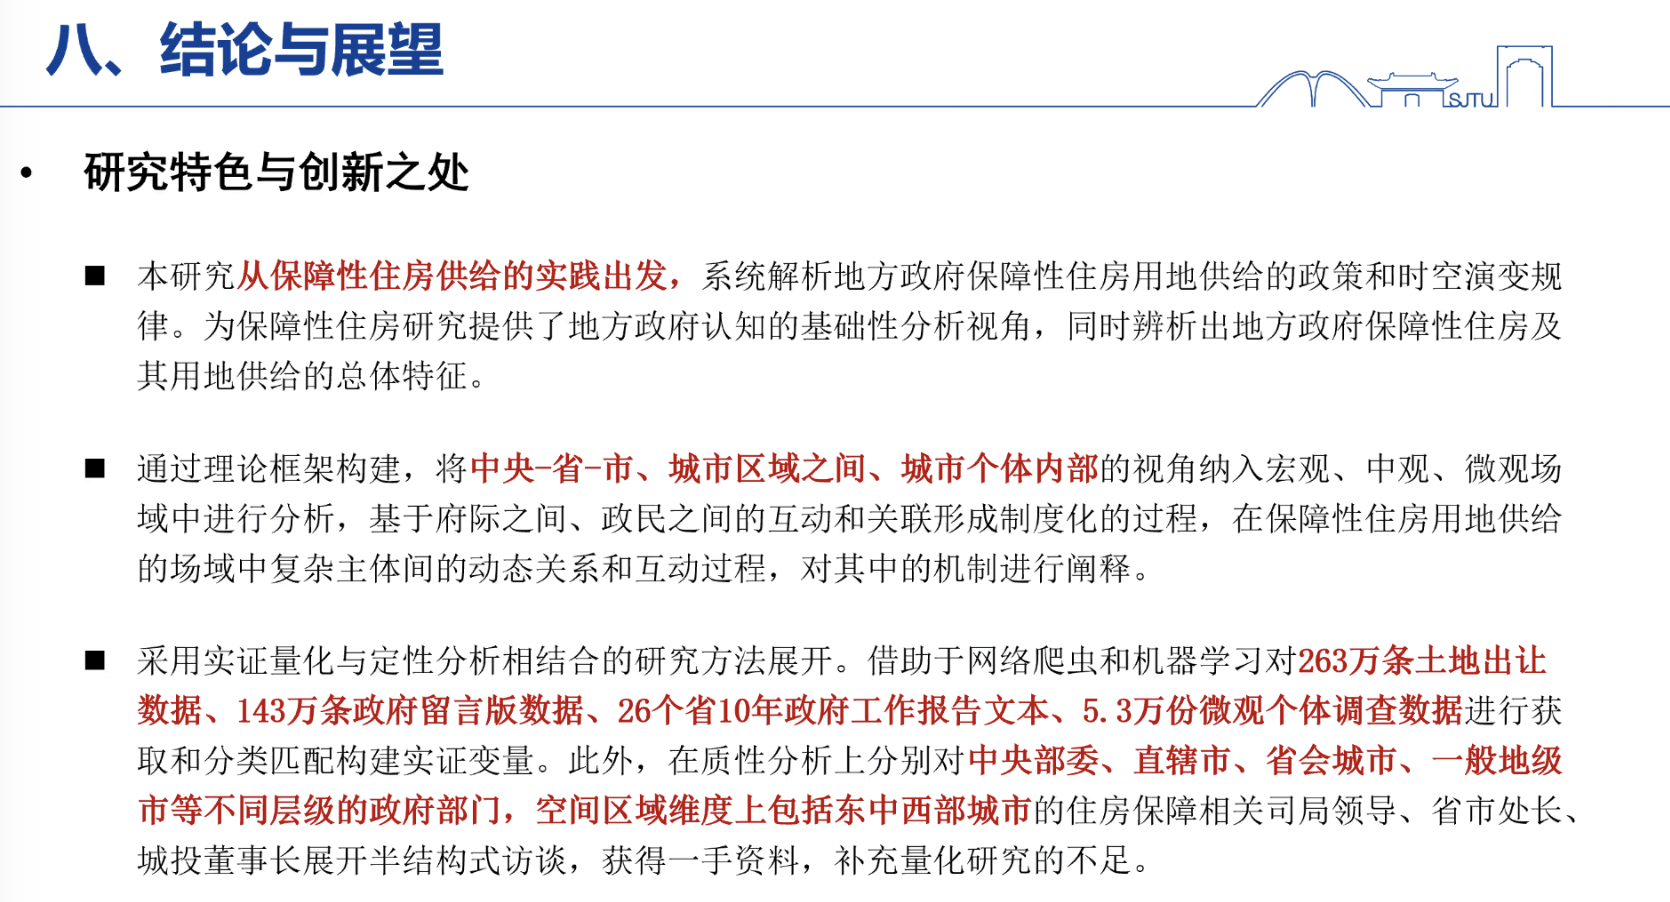 八、结论与展望
SJTU
• 研究特色与创新之处
■ 本研究从保障性住房供给的实践出发，系统解析地方政府保障性住房用地供给的政策和时空演变规
律。为保障性住房研究提供了地方政府认知的基础性分析视角，同时辨析出地方政府保障性住房及
其用地供给的总体特征。
■ 通过理论框架构建，将中央-省-市、城市区域之间、城市个体内部的视角纳入宏观、中观、微观场
域中进行分析，基于府际之间、政民之间的互动和关联形成制度化的过程，在保障性住房用地供给
的场域中复杂主体间的动态关系和互动过程，对其中的机制进行阐释。
■ 采用实证量化与定性分析相结合的研究方法展开。借助于网络爬虫和机器学习对263万条土地出让
数据、143万条政府留言版数据、26个省10年政府工作报告文本、5.3万份微观个体调查数据进行获
取和分类匹配构建实证变量。此外，在质性分析上分别对中央部委、直辖市、省会城市、一般地级
市等不同层级的政府部门，空间区域维度上包括东中西部城市的住房保障相关司局领导、省市处长、
城投董事长展开半结构式访谈，获得一手资料，补充量化研究的不足。